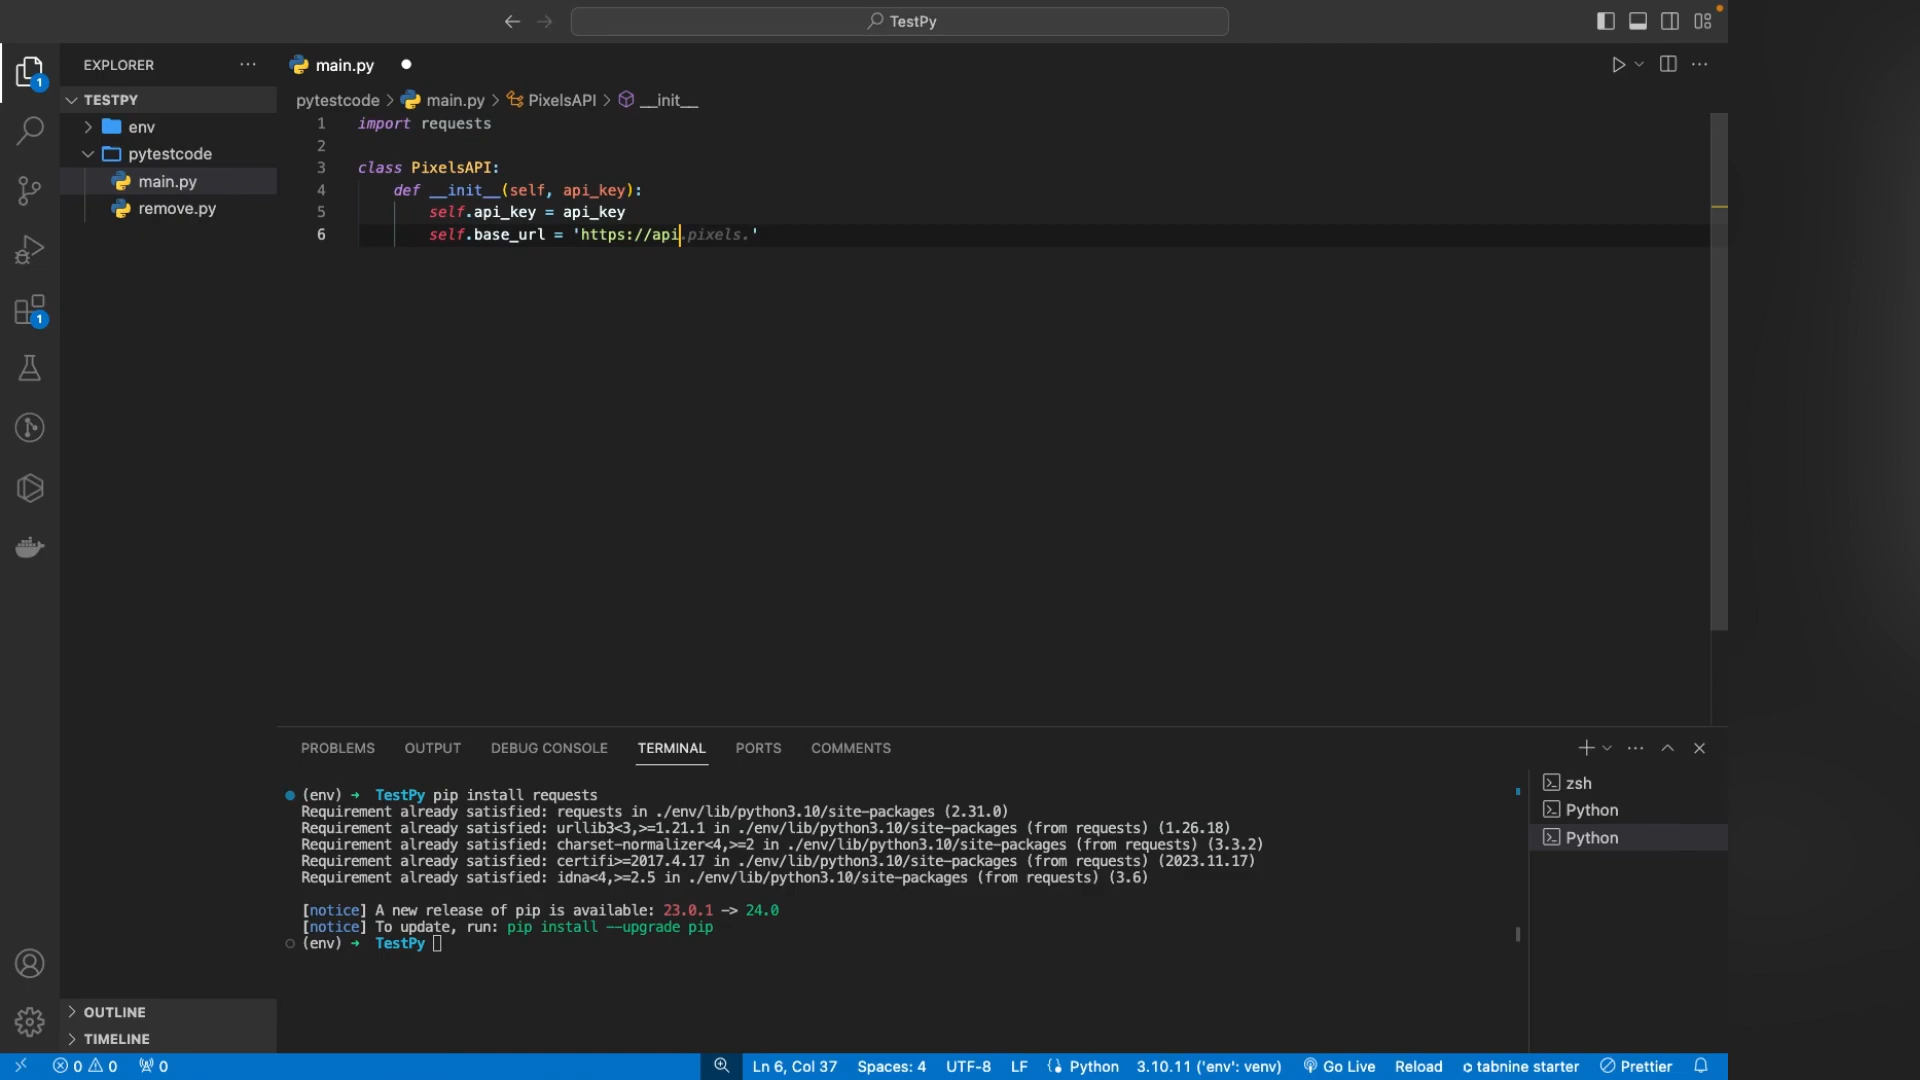 TestPy
EXPLORER
TESTPY
env
pytestcode
main.py
remove.py
OUTLINE
TIMELINE
main.py
pytestcode > main.py > PixelsAPI > __init__
1 import requests
2
3 class PixelsAPI:
4 def __init__(self, api_key):
5 self.api_key = api_key
6 self.base_url = 'https://api.pixels.'
PROBLEMS OUTPUT DEBUG CONSOLE TERMINAL PORTS COMMENTS
(env) → TestPy pip install requests
Requirement already satisfied: requests in ./env/lib/python3.10/site-packages (2.31.0)
Requirement already satisfied: urllib3<3,>=1.21.1 in ./env/lib/python3.10/site-packages (from requests) (1.26.18)
Requirement already satisfied: charset-normalizer<4,>=2 in ./env/lib/python3.10/site-packages (from requests) (3.3.2)
Requirement already satisfied: certifi>=2017.4.17 in ./env/lib/python3.10/site-packages (from requests) (2023.11.17)
Requirement already satisfied: idna<4,>=2.5 in ./env/lib/python3.10/site-packages (from requests) (3.6)
[notice] A new release of pip is available: 23.0.1 -> 24.0
[notice] To update, run: pip install --upgrade pip
(env) → TestPy
zsh
Python
Python
1
1
0 0 0 Ln 6, Col 37 Spaces: 4 UTF-8 LF Python 3.10.11 ('env': venv) Go Live Reload tabnine starter Prettier